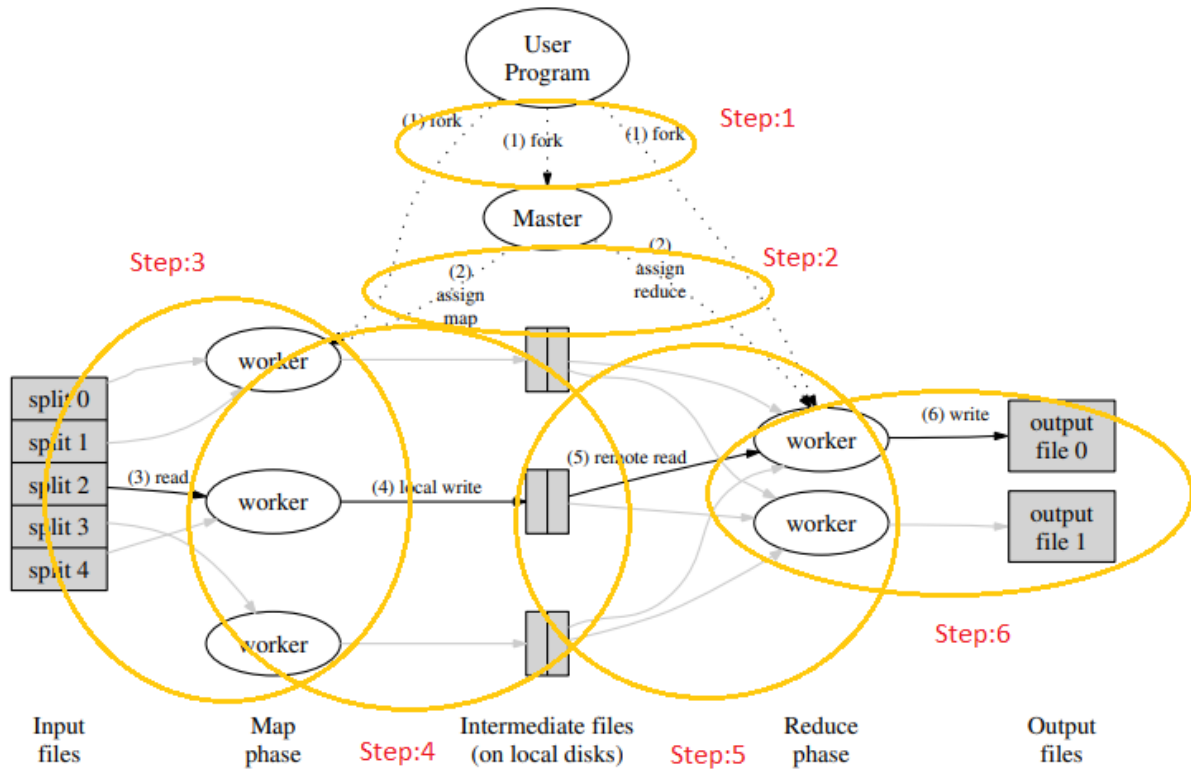 User
Program
Step:1
(1) fork
(1) fork
(1) fork
Master
Step:3
Step:2
(2)
assign
map
(2)
assign
reduce
worker
split 0
split 1
split 2
split 3
split 4
(3) read
worker
(4) local write
(5) remote read
worker
(6) write
output
file 0
worker
output
file 1
worker
Step:6
Input
files
Map
phase
Step:4
Intermediate files
(on local disks)
Step:5
Reduce
phase
Output
files